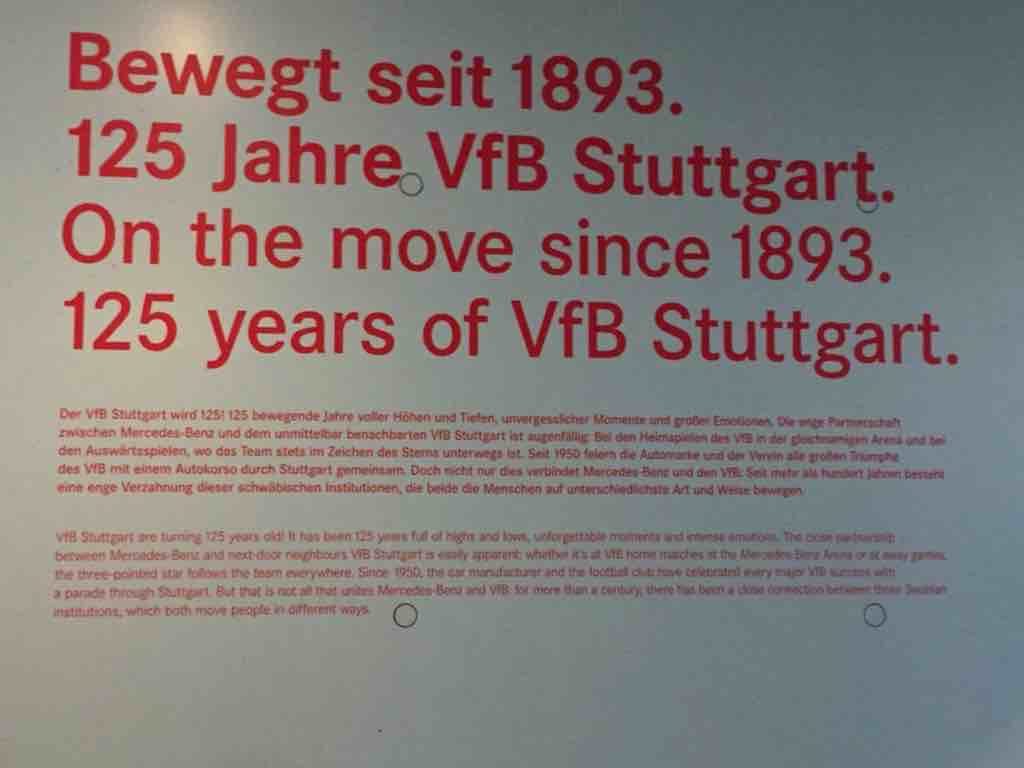 Bewegt seit 1893.
125 Jahre VfB Stuttgart.
On the move since 1893.
125 years of VfB Stuttgart.
Der VfB Stuttgart wird 125! 125 bewegende Jahre voller Höhen und Tiefen, unvergesslicher Momente und großer Emotionen. Die enge Partnerschaft
zwischen Mercedes-Benz und dem unmittelbar benachbarten VfB Stuttgart ist augenfällig: Bei den Heimspielen des VfB in der gleichnamigen Arena und bei
den Auswärtsspielen, wo das Team stets im Zeichen des Sterns unterwegs ist. Seit 1950 feiern die Automarke und der Verein alle großen Triumphe
des VfB mit einem Autokorso durch Stuttgart gemeinsam. Doch nicht nur dies verbindet Mercedes-Benz und den VfB: Seit mehr als hundert Jahren besteht
eine enge Verzahnung dieser schwäbischen Institutionen, die beide die Menschen auf unterschiedlichste Art und Weise bewegen.
VfB Stuttgart are turning 125 years old! It has been 125 years full of highs and lows, unforgettable moments and intense emotions. The close partnership
between Mercedes-Benz and next-door neighbours VfB Stuttgart is easily apparent: whether it's at VfB home matches at the Mercedes-Benz Arena or at away games,
the three-pointed star follows the team everywhere. Since 1950, the car manufacturer and the football club have celebrated every major VfB success with
a parade through Stuttgart. But that is not all that unites Mercedes-Benz and VfB: for more than a century, there has been a close connection between these Swabian
institutions, which both move people in different ways.